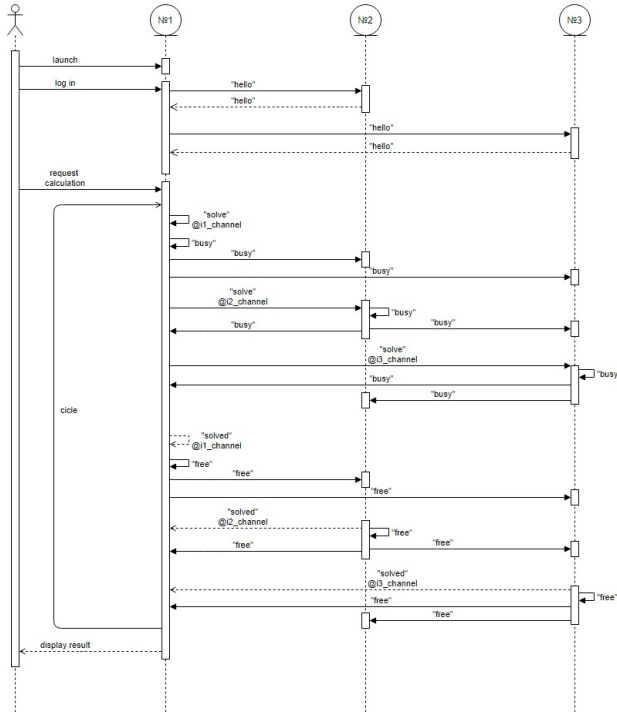 №1
№2
№3
launch
log in
"hello"
"hello"
"hello"
"hello"
request
calculation
"solve"
@i1_channel
"busy"
"busy"
"busy"
"solve"
@i2_channel
"busy"
"busy"
"busy"
"solve"
@i3_channel
"busy
"busy"
"busy"
cicle
"solved"
@i1_channel
"free"
"free"
"free"
"solved"
@i2_channel
"free"
"free"
"free"
"solved"
@i3_channel
"free"
"free"
"free"
display result